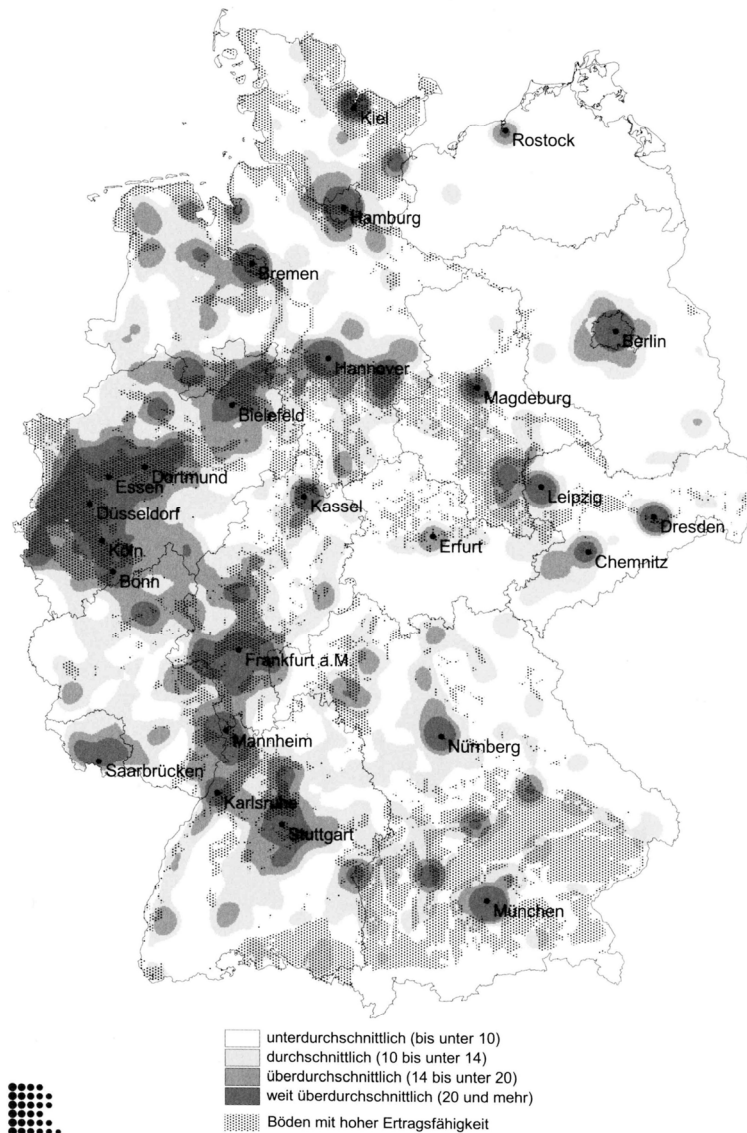 Kiel
Rostock
Hamburg
Bremen
Berlin
Hannover
Magdeburg
Bielefeld
Dortmund
Essen
Kassel
Leipzig
Düsseldorf
Dresden
Köln
Erfurt
Chemnitz
Bonn
Frankfurt a.M.
Mannheim
Nürnberg
Saarbrücken
Karlsruhe
Stuttgart
München
unterdurchschnittlich (bis unter 10)
durchschnittlich (10 bis unter 14)
überdurchschnittlich (14 bis unter 20)
weit überdurchschnittlich (20 und mehr)
Böden mit hoher Ertragsfähigkeit